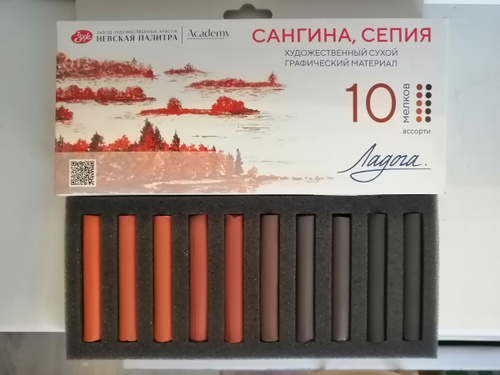 ЗАВОД ХУДОЖЕСТВЕННЫХ КРАСОК
НЕВСКАЯ ПАЛИТРА
Academy
САНГИНА, СЕПИЯ
ХУДОЖЕСТВЕННЫЙ СУХОЙ
ГРАФИЧЕСКИЙ МАТЕРИАЛ
10
мелков
ассорти
Ладога.